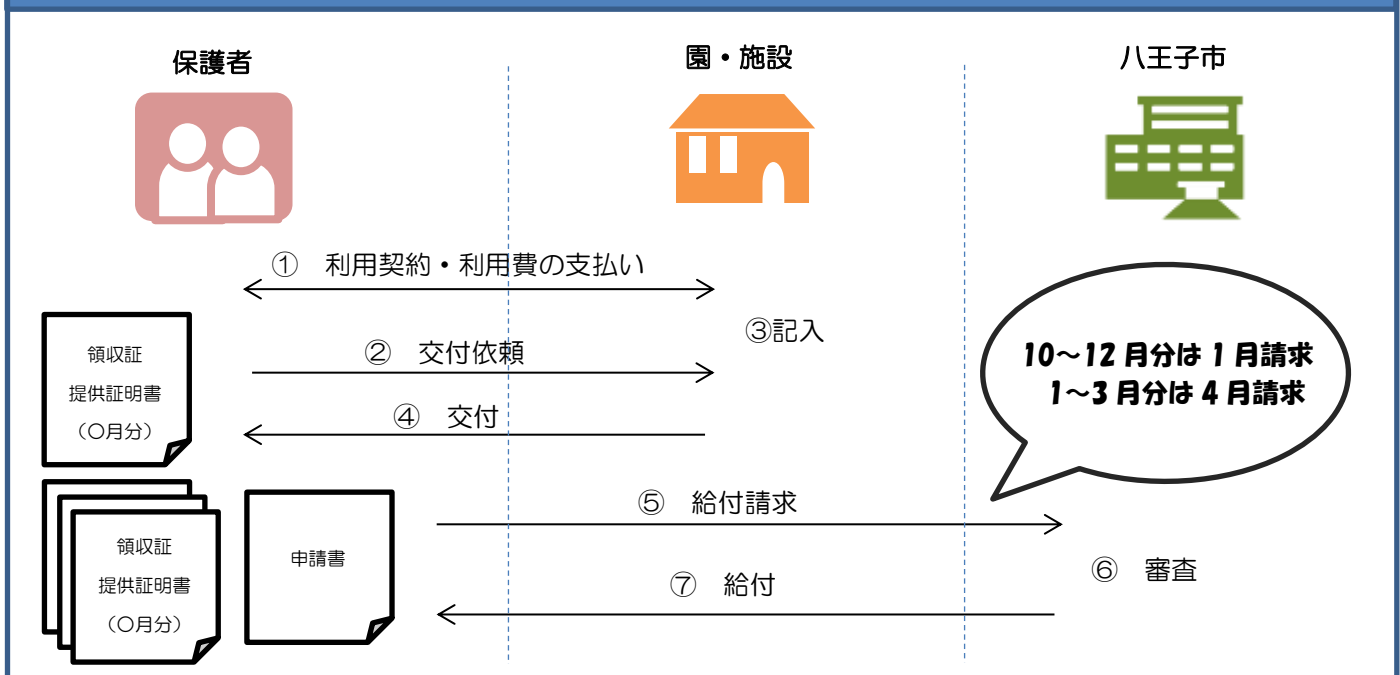 保護者
園・施設
八王子市
① 利用契約・利用費の支払い
領収証
提供証明書
（〇月分）
② 交付依頼
③記入
10～12 月分は 1 月請求
1～3 月分は 4 月請求
④ 交付
領収証
提供証明書
（〇月分）
申請書
⑤ 給付請求
⑥ 審査
⑦ 給付